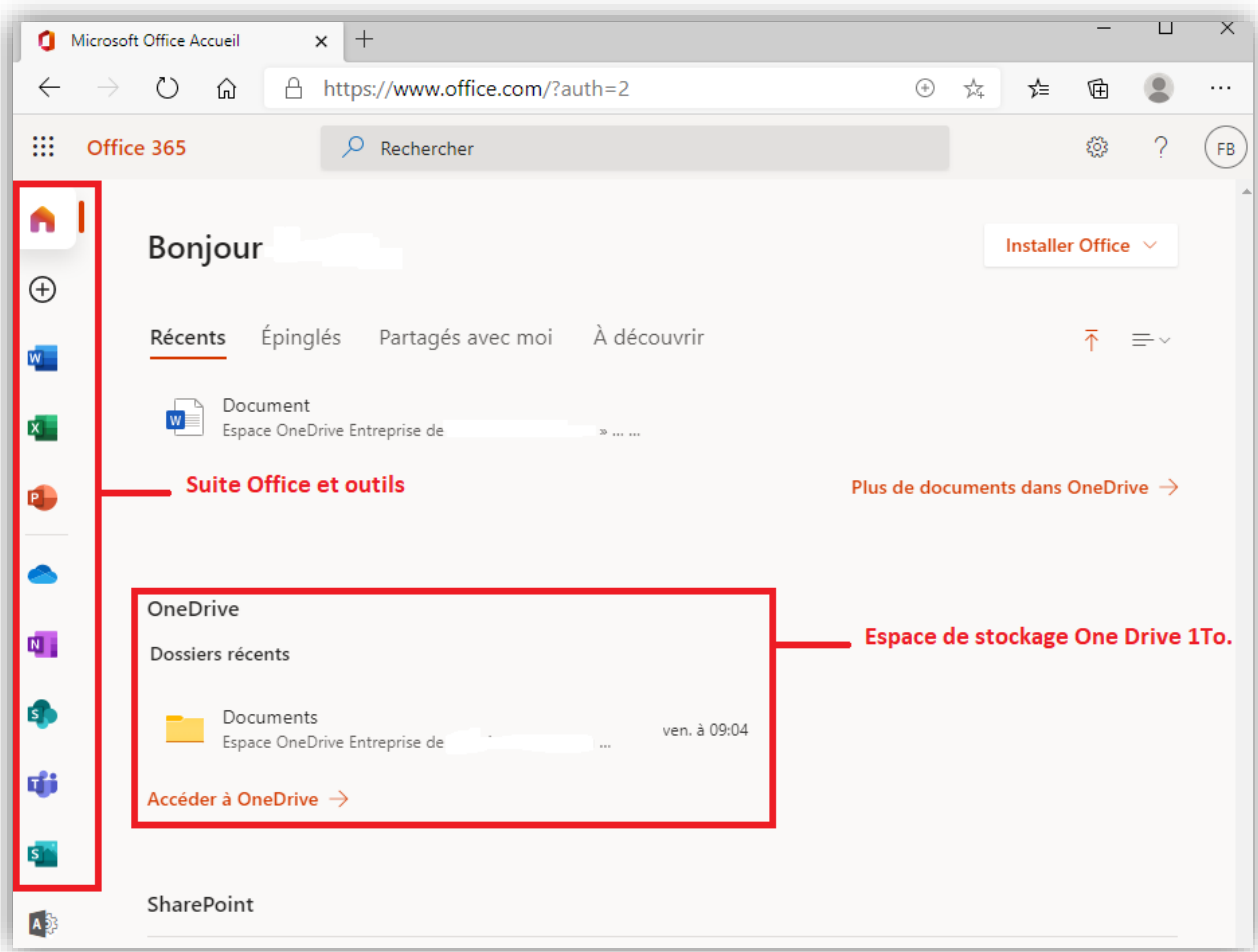 Microsoft Office Accueil
https://www.office.com/?auth=2
Office 365
Rechercher
FB
Bonjour
Installer Office
Récents Épinglés Partagés avec moi À découvrir
W
Document
W
Espace OneDrive Entreprise de » ... ...
X
Suite Office et outils
Plus de documents dans OneDrive →
P
OneDrive
Espace de stockage One Drive 1To.
N
Dossiers récents
S
Documents
Espace OneDrive Entreprise de ...
ven. à 09:04
T
Accéder à OneDrive →
S
SharePoint
A